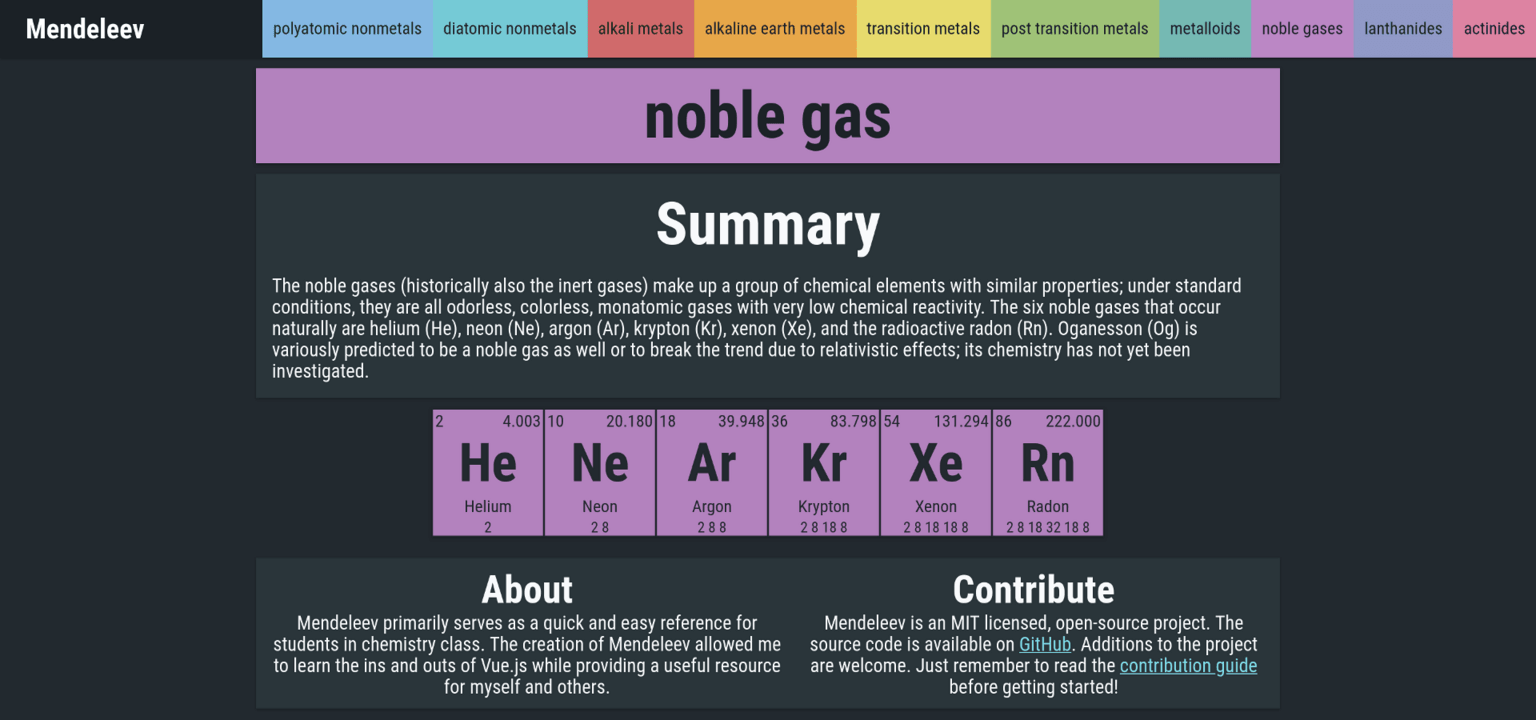 Mendeleev
polyatomic nonmetals
diatomic nonmetals
alkali metals
alkaline earth metals
transition metals
post transition metals
metalloids
noble gases
lanthanides
actinides
noble gas
Summary
The noble gases (historically also the inert gases) make up a group of chemical elements with similar properties; under standard
conditions, they are all odorless, colorless, monatomic gases with very low chemical reactivity. The six noble gases that occur
naturally are helium (He), neon (Ne), argon (Ar), krypton (Kr), xenon (Xe), and the radioactive radon (Rn). Oganesson (Og) is
variously predicted to be a noble gas as well or to break the trend due to relativistic effects; its chemistry has not yet been
investigated.
2 4.003
He
Helium
2
10 20.180
Ne
Neon
2 8
18 39.948
Ar
Argon
2 8 8
36 83.798
Kr
Krypton
2 8 18 8
54 131.294
Xe
Xenon
2 8 18 18 8
86 222.000
Rn
Radon
2 8 18 32 18 8
About
Mendeleev primarily serves as a quick and easy reference for
students in chemistry class. The creation of Mendeleev allowed me
to learn the ins and outs of Vue.js while providing a useful resource
for myself and others.
Contribute
Mendeleev is an MIT licensed, open-source project. The
source code is available on GitHub. Additions to the project
are welcome. Just remember to read the contribution guide
before getting started!